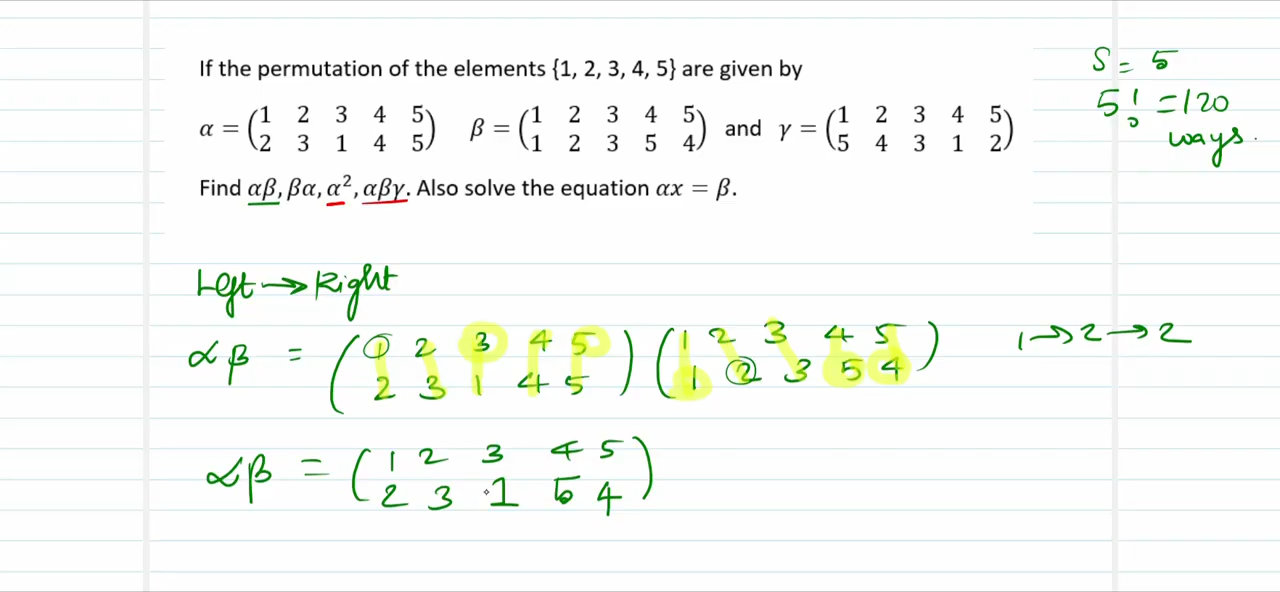 If the permutation of the elements {1, 2, 3, 4, 5} are given by
α = (1 2 3 4 5 β = (1 2 3 4 5 and γ = (1 2 3 4 5
2 3 1 4 5) 1 2 3 5 4) 5 4 3 1 2)
Find αβ, βα, α², αβγ. Also solve the equation αx = β.
S = 5
5! = 120
ways.
Left → Right
αβ = (1 2 3 4 5) (1 2 3 4 5) 1 → 2 → 2
2 3 1 4 5 1 2 3 5 4
αβ = (1 2 3 4 5)
2 3 1 5 4